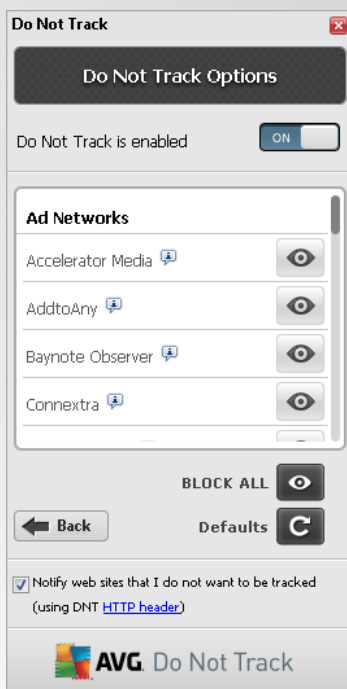 Do Not Track
Do Not Track Options
Do Not Track is enabled
ON
Ad Networks
Accelerator Media
AddtoAny
Baynote Observer
Connextra
BLOCK ALL
Back
Defaults
Notify web sites that I do not want to be tracked
(using DNT HTTP header)
AVG. Do Not Track